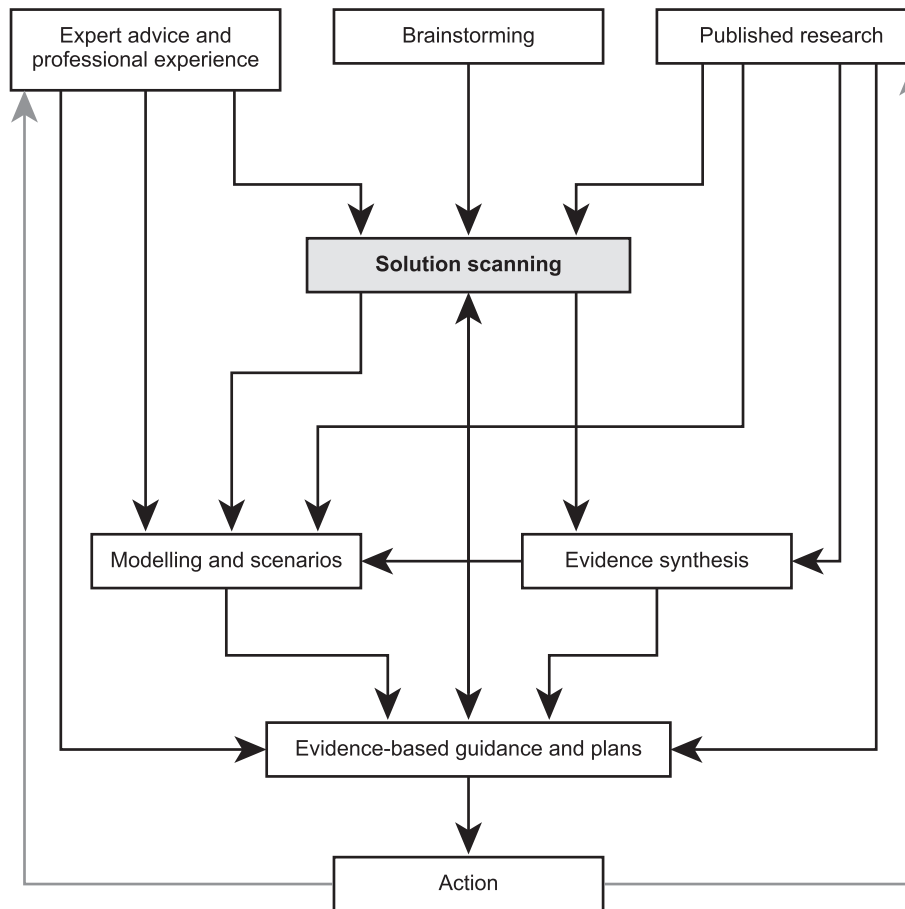 Expert advice and
professional experience
Brainstorming
Published research
Solution scanning
Modelling and scenarios
Evidence synthesis
Evidence-based guidance and plans
Action